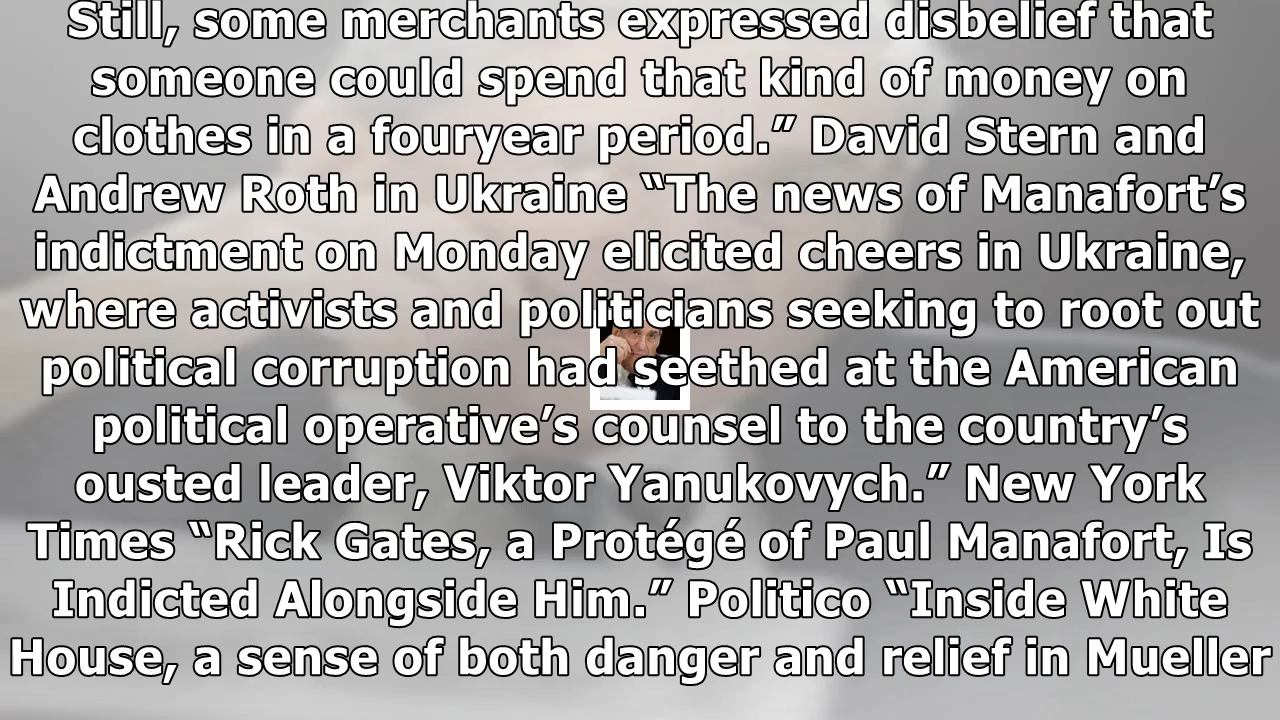 Still, some merchants expressed disbelief that
someone could spend that kind of money on
clothes in a fouryear period.” David Stern and
Andrew Roth in Ukraine “The news of Manafort’s
indictment on Monday elicited cheers in Ukraine,
where activists and politicians seeking to root out
political corruption had seethed at the American
political operative’s counsel to the country’s
ousted leader, Viktor Yanukovych.” New York
Times “Rick Gates, a Protégé of Paul Manafort, Is
Indicted Alongside Him.” Politico “Inside White
House, a sense of both danger and relief in Mueller